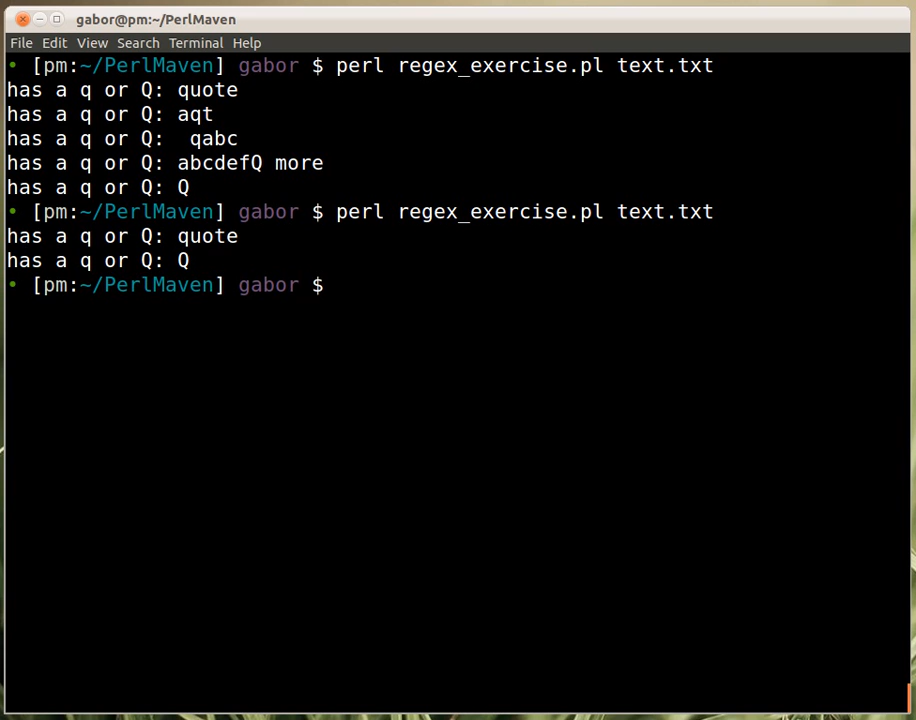 gabor@pm:~/PerlMaven
File Edit View Search Terminal Help
• [pm:~/PerlMaven] gabor $ perl regex_exercise.pl text.txt
has a q or Q: quote
has a q or Q: aqt
has a q or Q:  qabc
has a q or Q: abcdefQ more
has a q or Q: Q
• [pm:~/PerlMaven] gabor $ perl regex_exercise.pl text.txt
has a q or Q: quote
has a q or Q: Q
• [pm:~/PerlMaven] gabor $